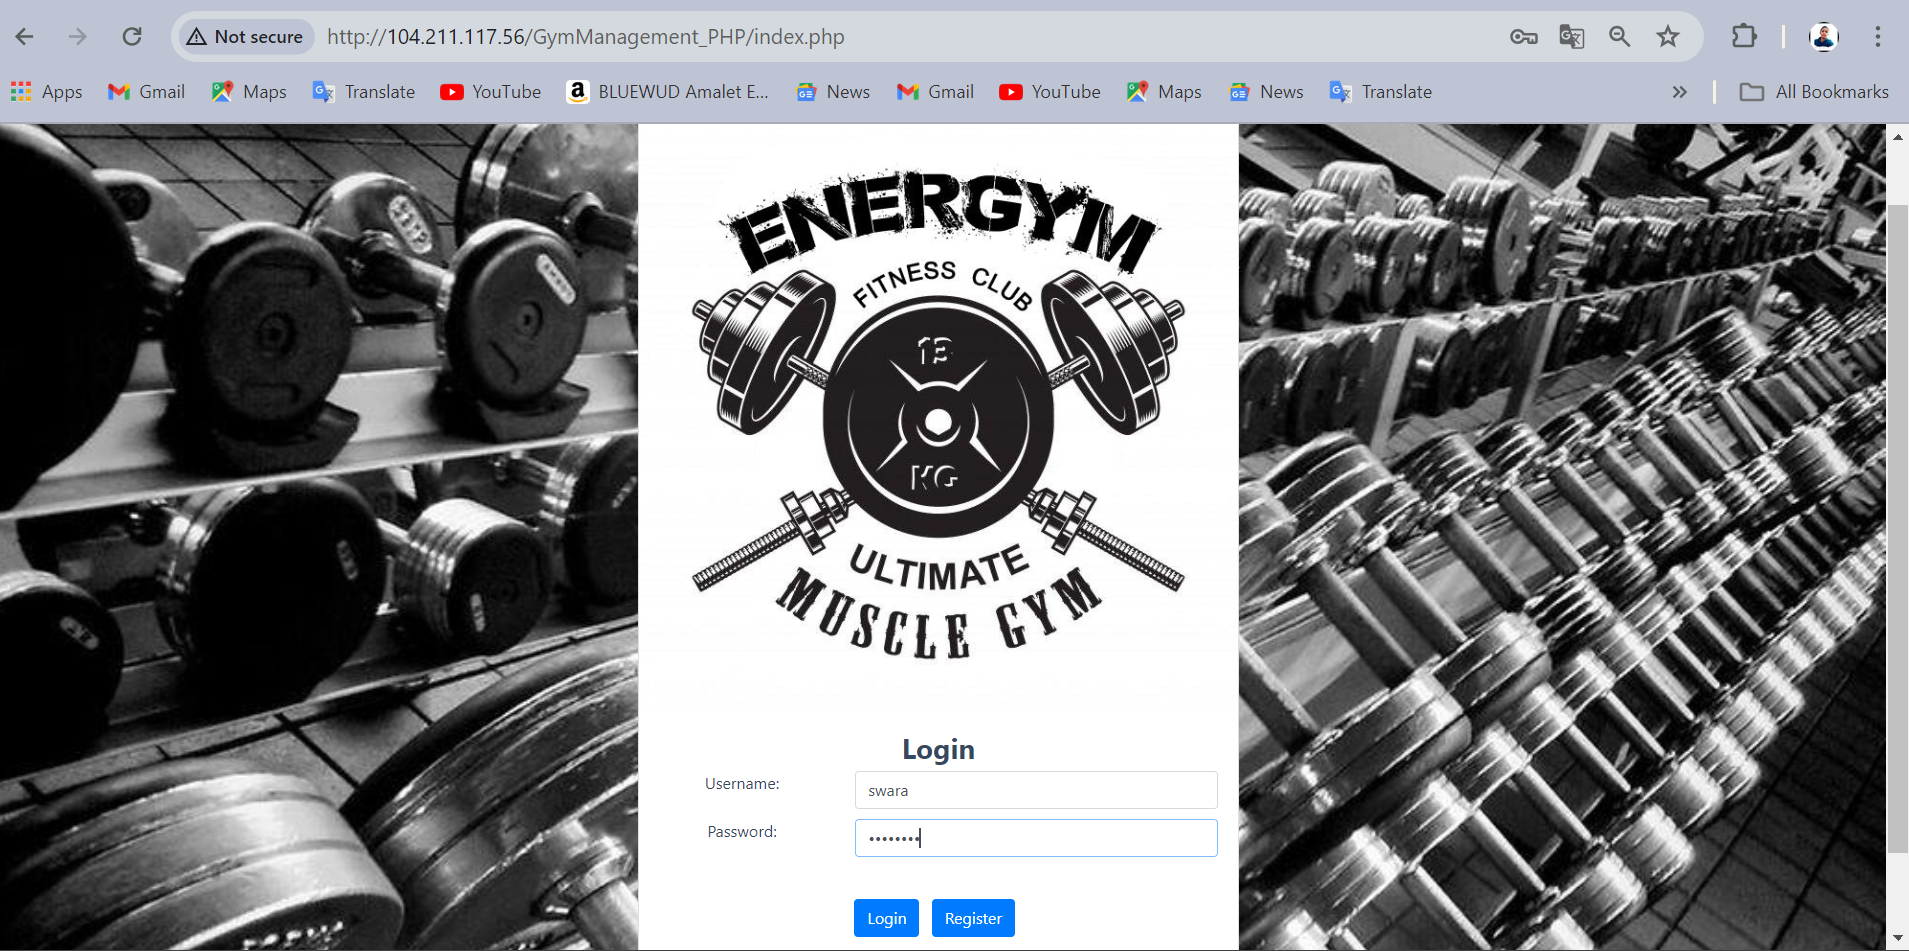 Not secure http://104.211.117.56/GymManagement_PHP/index.php
Apps Gmail Maps Translate YouTube BLUEWUD Amalet E... News Gmail YouTube Maps News Translate » All Bookmarks
ENERGYM
FITNESS CLUB
13
KG
ULTIMATE
MUSCLE GYM
Login
Username: swara
Password: ••••••••
Login Register